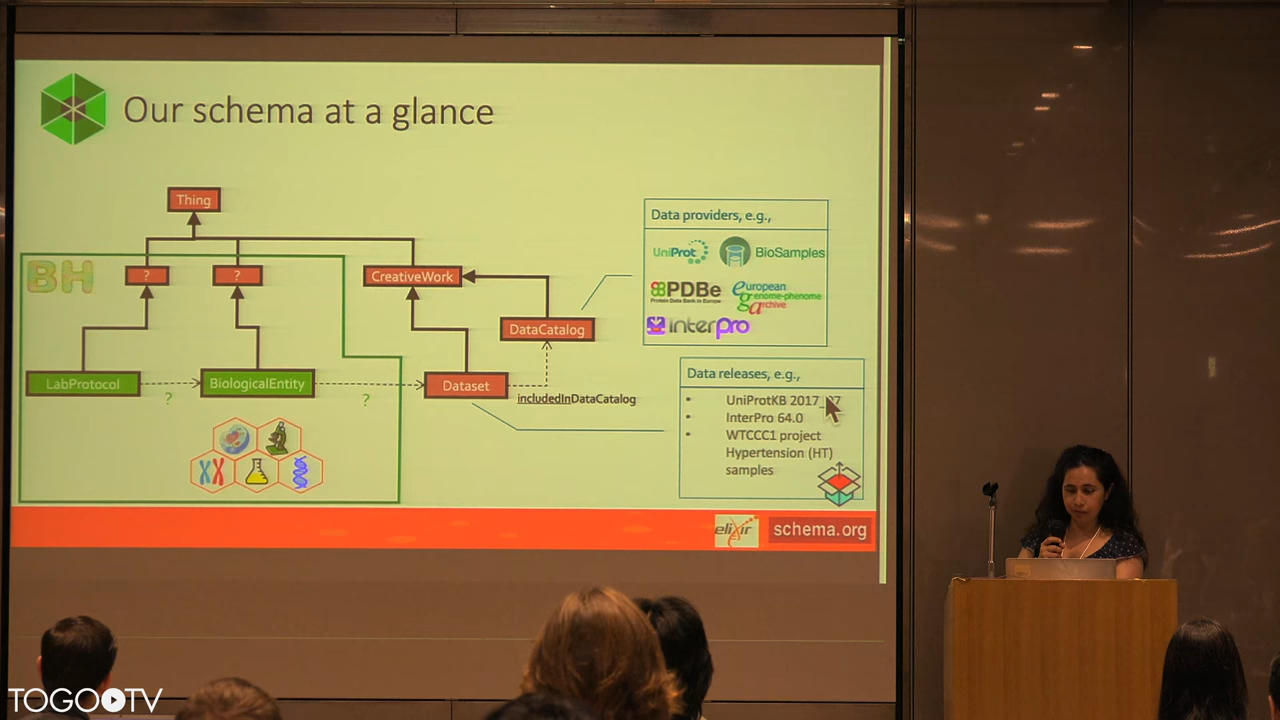 Our schema at a glance
Thing
BH
?
?
CreativeWork
DataCatalog
LabProtocol
?
BiologicalEntity
?
Dataset
includedInDataCatalog
Data providers, e.g.,
UniProt
BioSamples
PDBe
Protein Data Bank in Europe
european
genome-phenome
archive
interpro
Data releases, e.g.,
• UniProtKB 2017_
• InterPro 64.0
• WTCCC1 project
Hypertension (HT)
samples
elixir
schema.org
TOGOTV